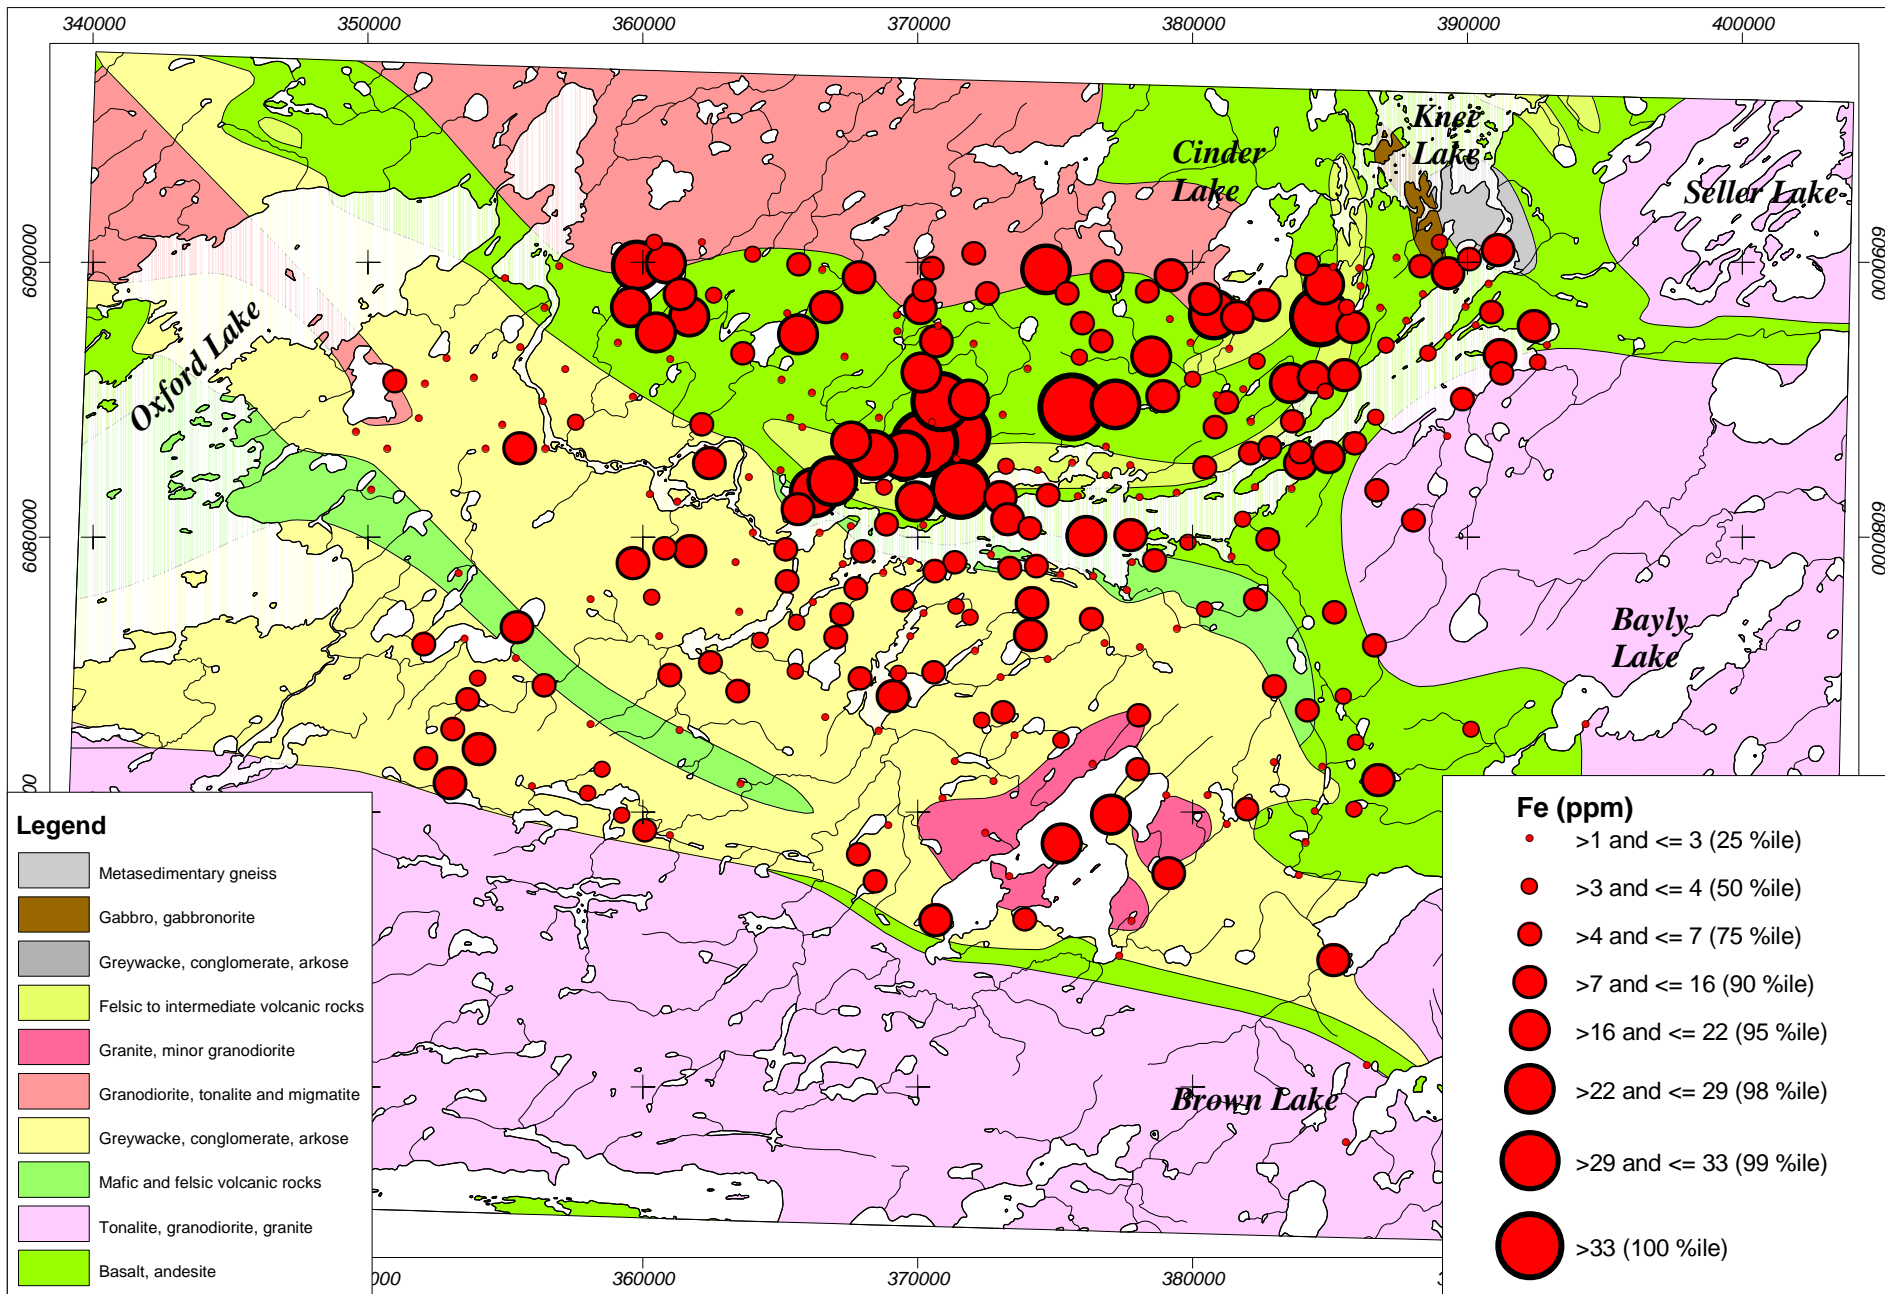 340000 350000 360000 370000 380000 390000 400000
Knee
Lake
Cinder
Lake
Seller Lake
6090000
6090000
Oxford Lake
6080000
6080000
Bayly
Lake
Brown Lake
Legend
Metasedimentary gneiss
Gabbro, gabbronorite
Greywacke, conglomerate, arkose
Felsic to intermediate volcanic rocks
Granite, minor granodiorite
Granodiorite, tonalite and migmatite
Greywacke, conglomerate, arkose
Mafic and felsic volcanic rocks
Tonalite, granodiorite, granite
Basalt, andesite
Fe (ppm)
>1 and <= 3 (25 %ile)
>3 and <= 4 (50 %ile)
>4 and <= 7 (75 %ile)
>7 and <= 16 (90 %ile)
>16 and <= 22 (95 %ile)
>22 and <= 29 (98 %ile)
>29 and <= 33 (99 %ile)
>33 (100 %ile)
360000 370000 380000